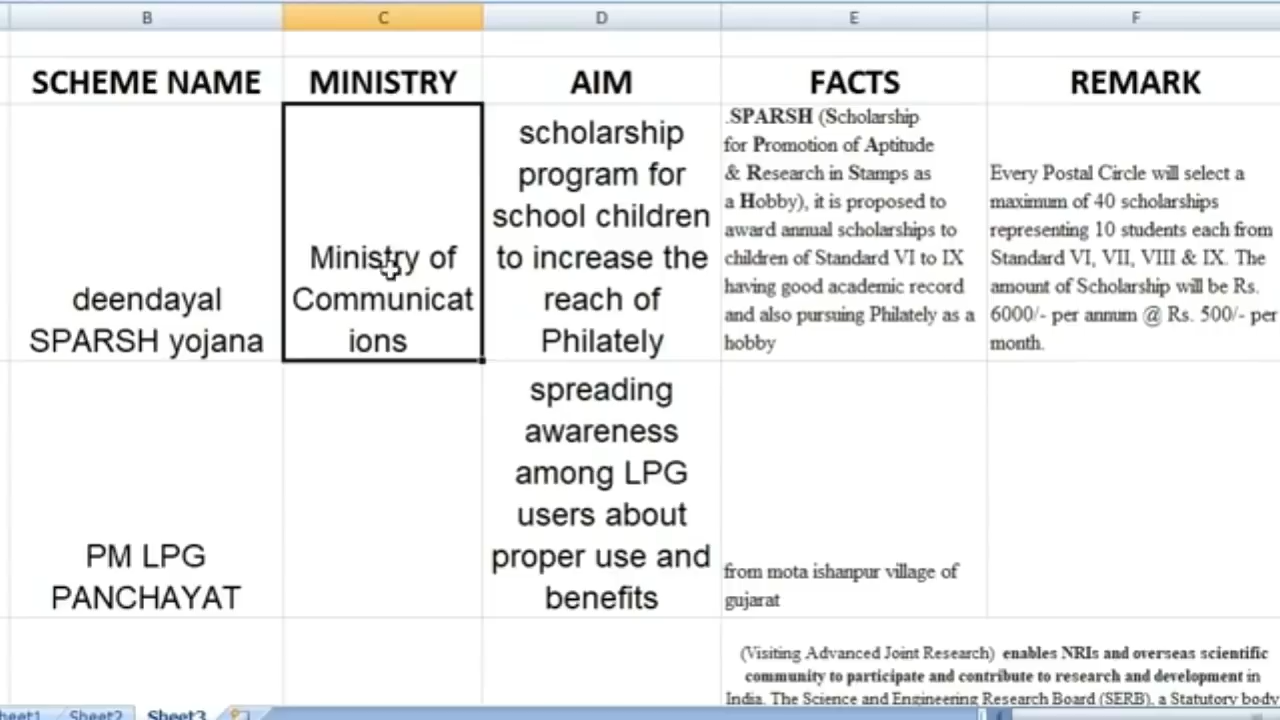 B C D E F
SCHEME NAME MINISTRY AIM FACTS REMARK
deendayal
SPARSH yojana
Ministry of
Communicat
ions
scholarship
program for
school children
to increase the
reach of
Philately
.SPARSH (Scholarship
for Promotion of Aptitude
& Research in Stamps as
a Hobby), it is proposed to
award annual scholarships to
children of Standard VI to IX
having good academic record
and also pursuing Philately as a
hobby
Every Postal Circle will select a
maximum of 40 scholarships
representing 10 students each from
Standard VI, VII, VIII & IX. The
amount of Scholarship will be Rs.
6000/- per annum @ Rs. 500/- per
month.
PM LPG
PANCHAYAT
spreading
awareness
among LPG
users about
proper use and
benefits
from mota ishanpur village of
gujarat
(Visiting Advanced Joint Research) enables NRIs and overseas scientific
community to participate and contribute to research and development in
India. The Science and Engineering Research Board (SERB), a Statutory body
heet1 Sheet2 Sheet3